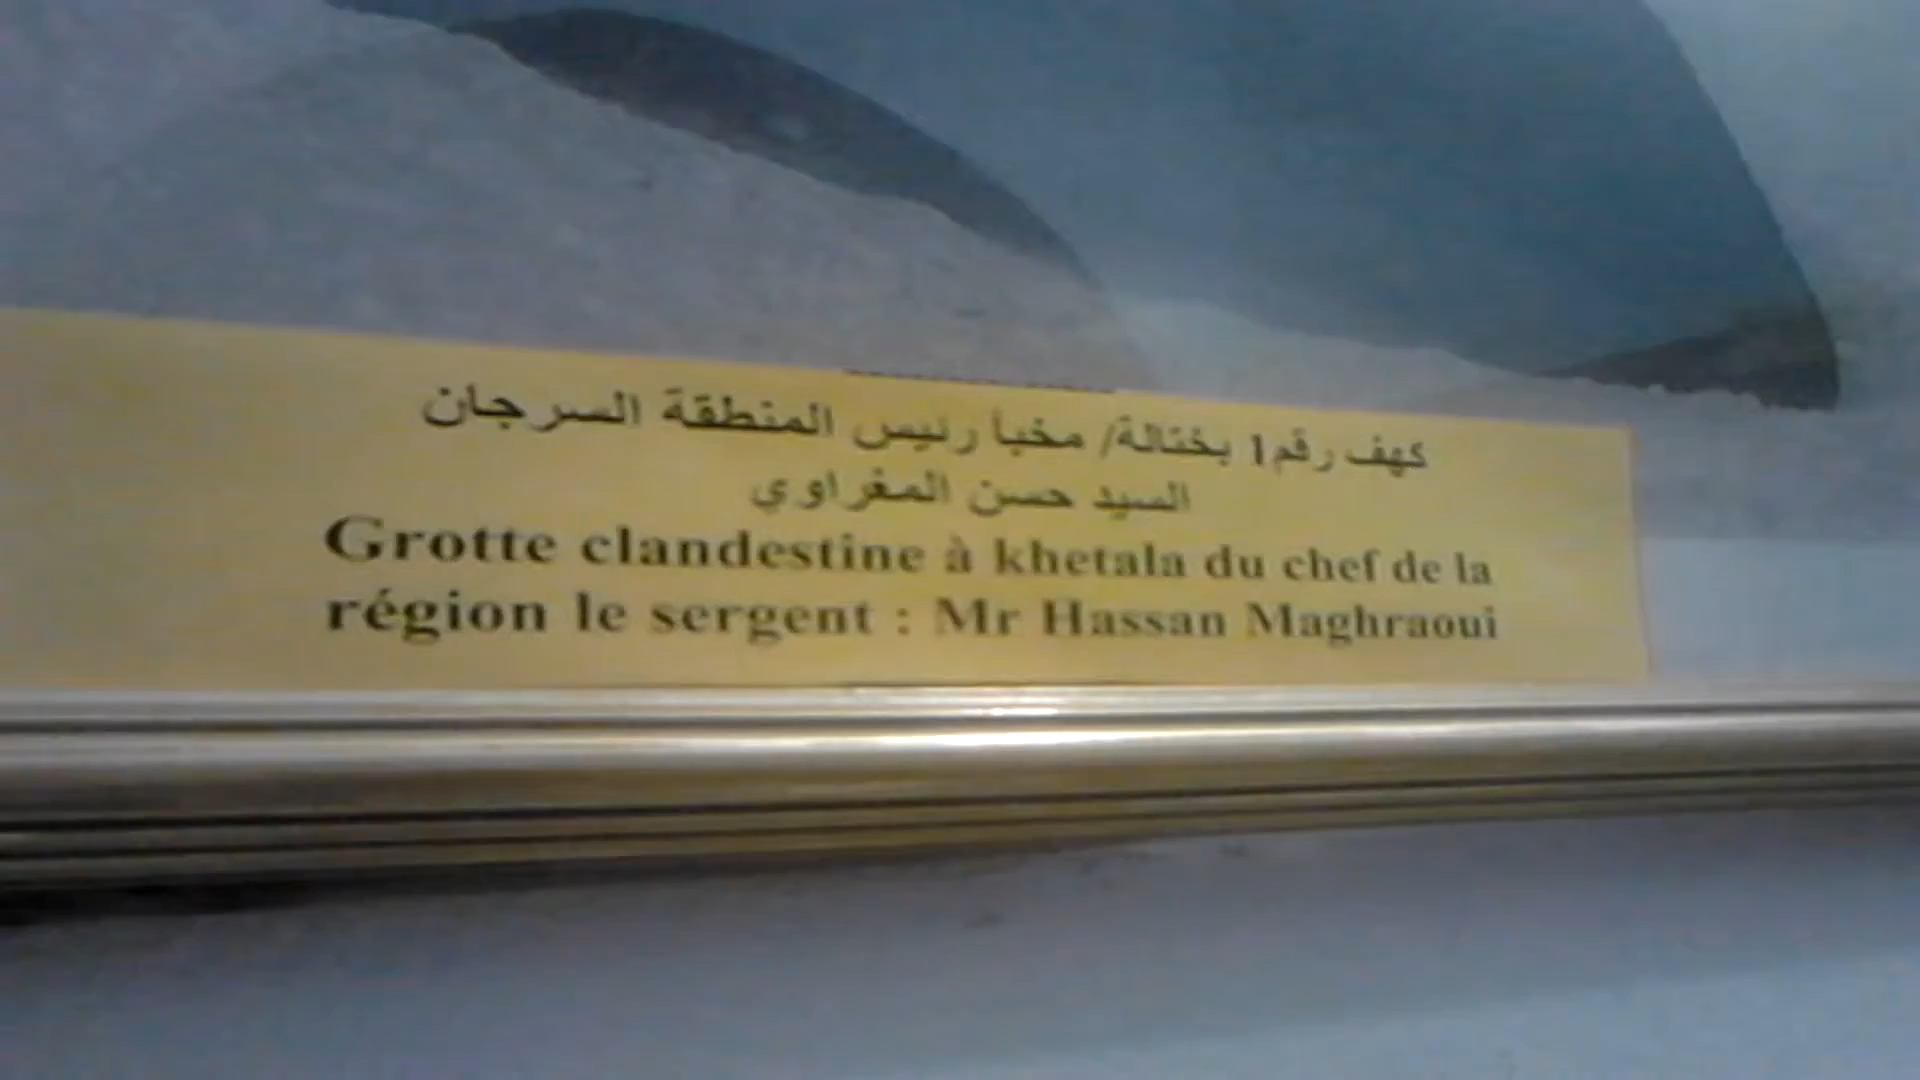 كهف رقم1 بختالة/ مخبأ رئيس المنطقة السرجان
السيد حسن المغراوي
Grotte clandestine à khetala du chef de la
région le sergent : Mr Hassan Maghraoui